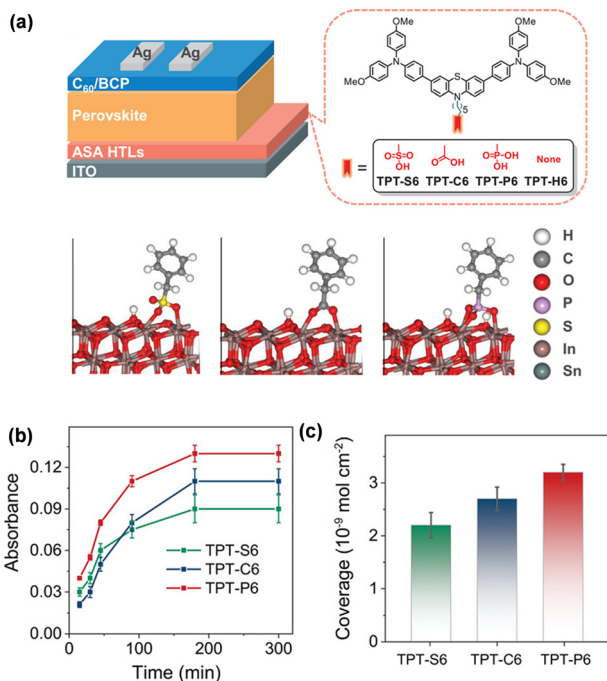 (a)
Ag Ag
C60/BCP
Perovskite
ASA HTLs
ITO
OMe OMe
N N
MeO OMe
S
N
5
= O=S=O OH O OH O=P-OH OH None
TPT-S6 TPT-C6 TPT-P6 TPT-H6
H
C
O
P
S
In
Sn
(b)
Absorbance
0.12
0.09
0.06
0.03
0.00
TPT-S6
TPT-C6
TPT-P6
0 100 200 300
Time (min)
(c)
Coverage (10⁻⁹ mol cm⁻²)
3
2
1
0
TPT-S6 TPT-C6 TPT-P6